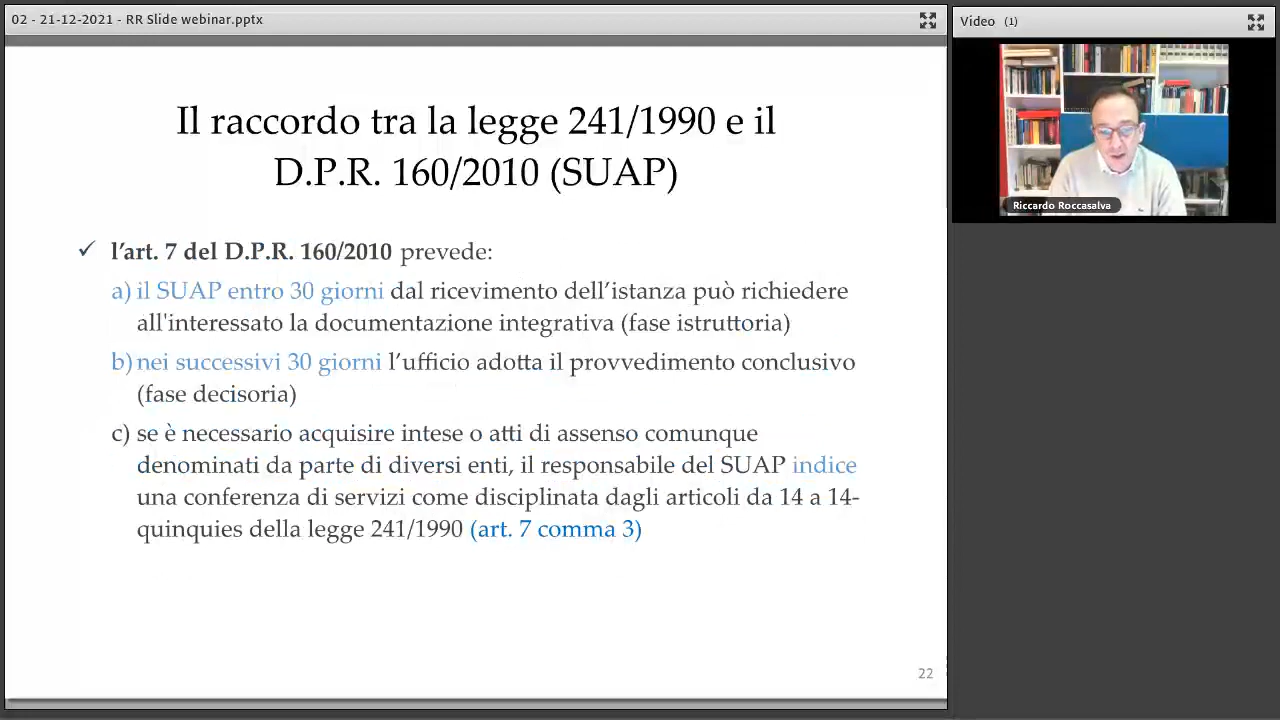 02 - 21-12-2021 - RR Slide webinar.pptx
Video (1)
Il raccordo tra la legge 241/1990 e il
D.P.R. 160/2010 (SUAP)
✓ l’art. 7 del D.P.R. 160/2010 prevede:
a) il SUAP entro 30 giorni dal ricevimento dell’istanza può richiedere
all'interessato la documentazione integrativa (fase istruttoria)
b) nei successivi 30 giorni l’ufficio adotta il provvedimento conclusivo
(fase decisoria)
c) se è necessario acquisire intese o atti di assenso comunque
denominati da parte di diversi enti, il responsabile del SUAP indice
una conferenza di servizi come disciplinata dagli articoli da 14 a 14-
quinquies della legge 241/1990 (art. 7 comma 3)
22
Riccardo Roccasalva